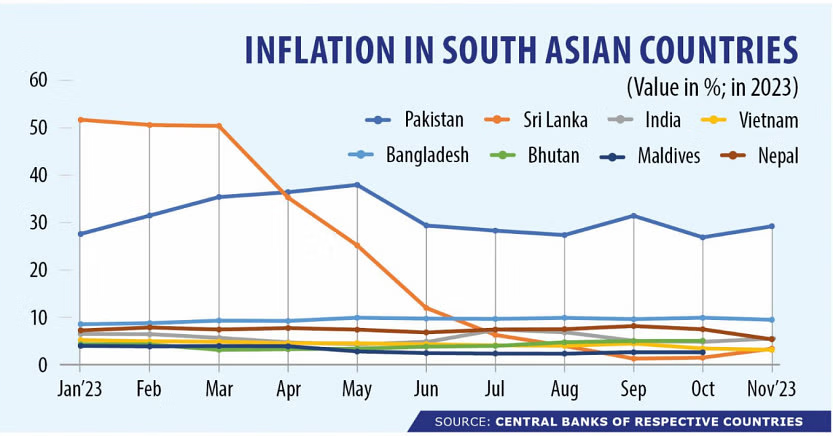 INFLATION IN SOUTH ASIAN COUNTRIES
(Value in %; in 2023)
Pakistan Sri Lanka India Vietnam
Bangladesh Bhutan Maldives Nepal
60
50
40
30
20
10
0
Jan'23 Feb Mar Apr May Jun Jul Aug Sep Oct Nov'23
SOURCE: CENTRAL BANKS OF RESPECTIVE COUNTRIES